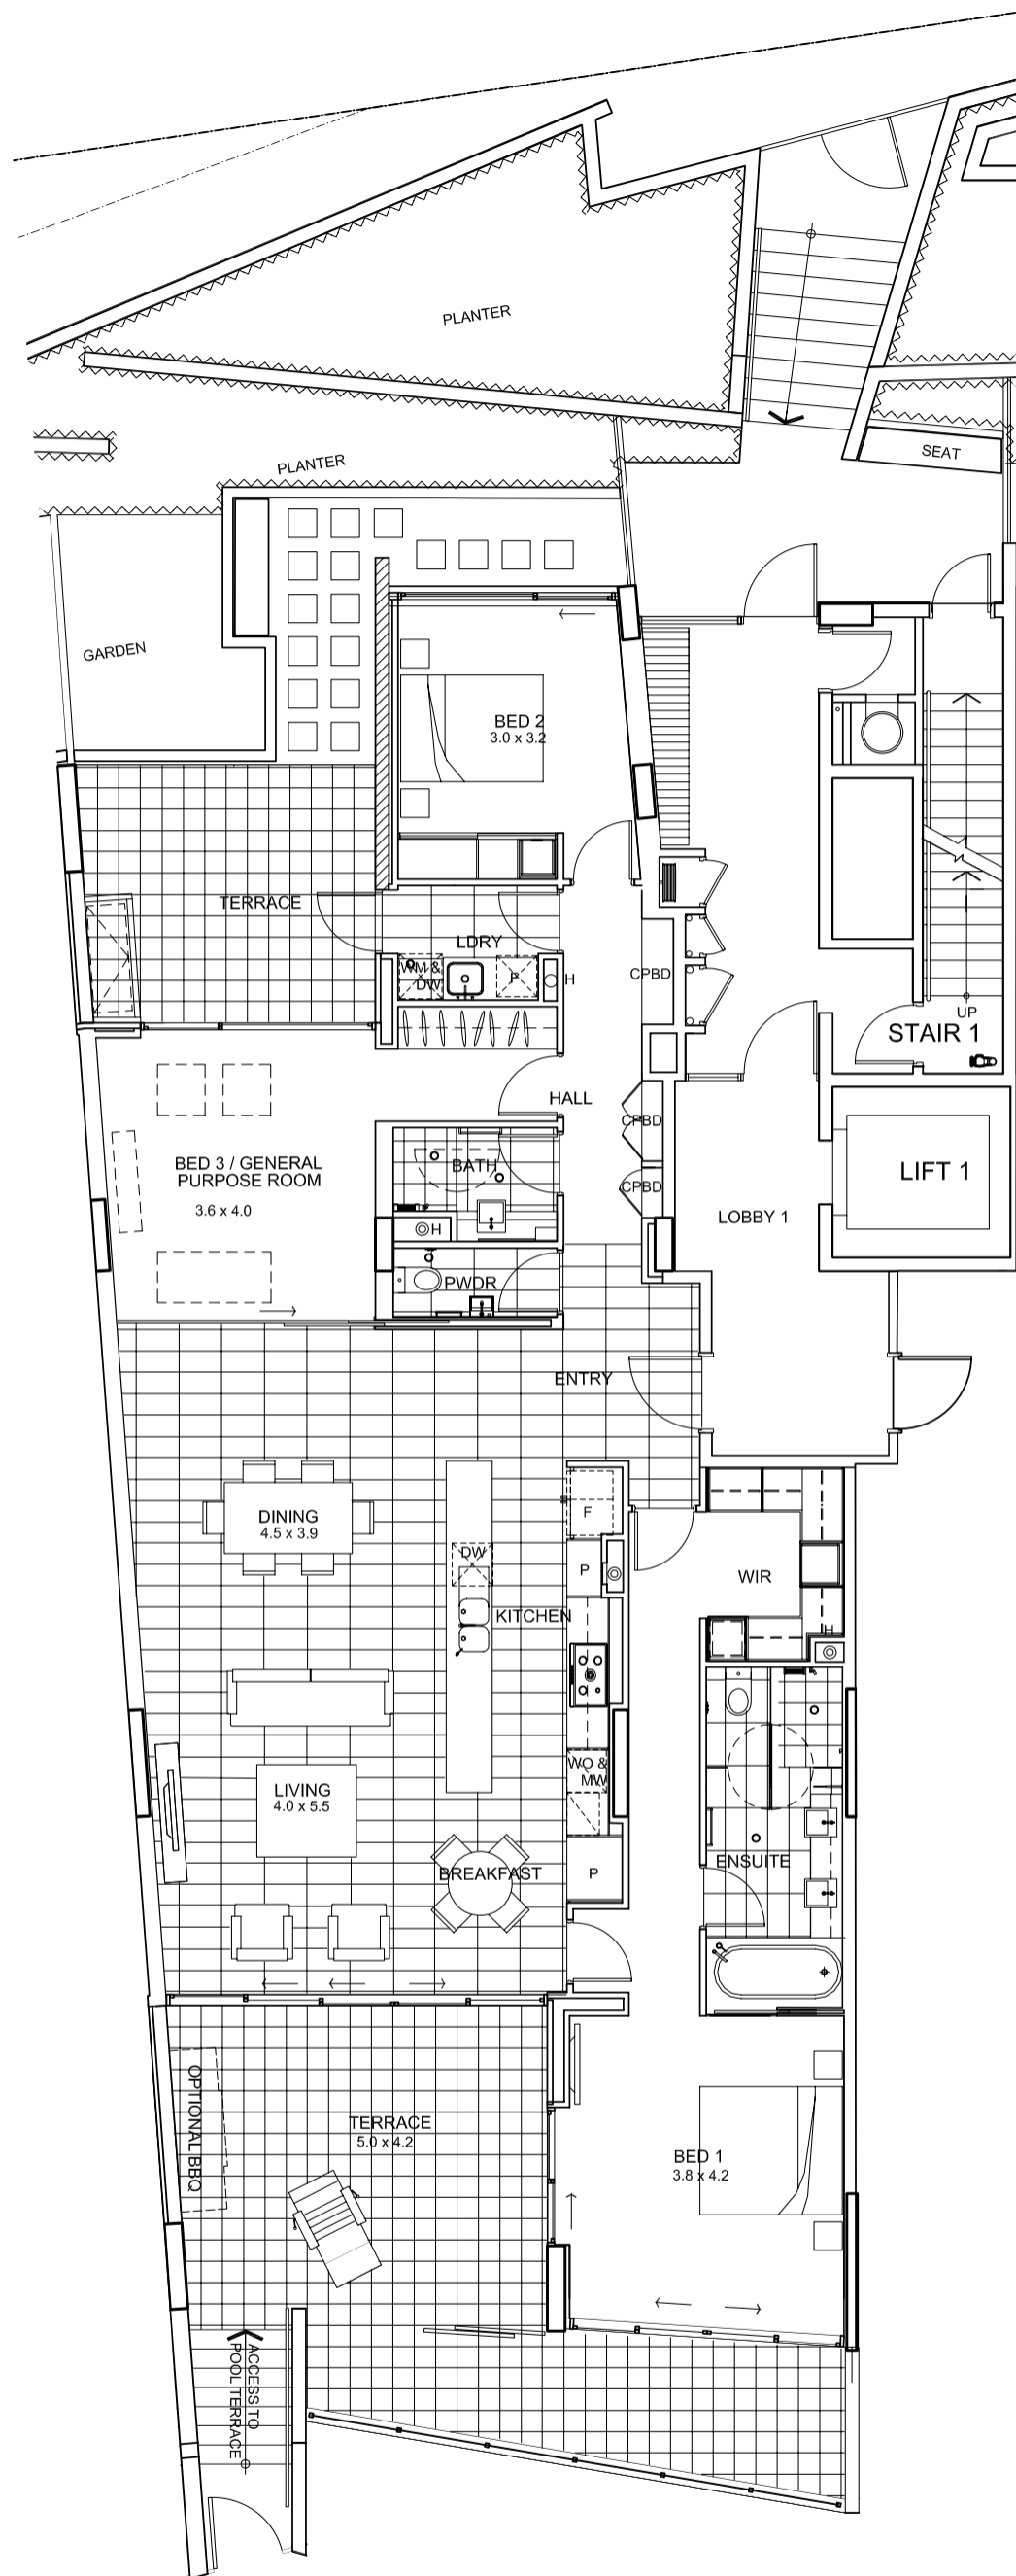 PLANTER
SEAT
PLANTER
GARDEN
BED 2
3.0 x 3.2
TERRACE
LDRY
WM &
DW
F
H
CPBD
UP
STAIR 1
HALL
CPBD
BATH
BED 3 / GENERAL
PURPOSE ROOM
3.6 x 4.0
CPBD
LIFT 1
LOBBY 1
H
PWDR
ENTRY
DINING
4.5 x 3.9
F
DW
P
WIR
KITCHEN
H
WO &
MW
LIVING
4.0 x 5.5
BREAKFAST
P
ENSUITE
OPTIONAL BBQ
TERRACE
5.0 x 4.2
BED 1
3.8 x 4.2
ACCESS TO
POOL TERRACE